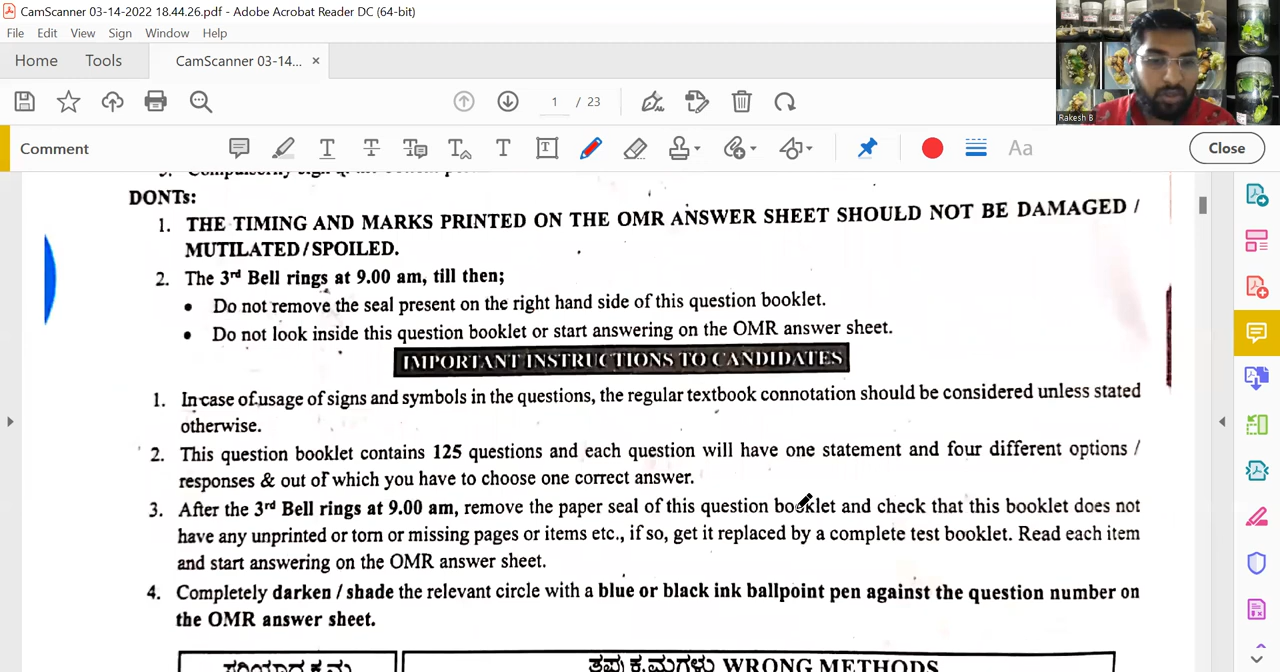 CamScanner 03-14-2022 18.44.26.pdf - Adobe Acrobat Reader DC (64-bit)
File Edit View Sign Window Help
Home Tools CamScanner 03-14... ×
1 / 23
Rakesh B
Comment
Aa
Close
DONTs:
1. THE TIMING AND MARKS PRINTED ON THE OMR ANSWER SHEET SHOULD NOT BE DAMAGED /
MUTILATED/SPOILED.
2. The 3rd Bell rings at 9.00 am, till then;
• Do not remove the seal present on the right hand side of this question booklet.
• Do not look inside this question booklet or start answering on the OMR answer sheet.
IMPORTANT INSTRUCTIONS TO CANDIDATES
1. In case of usage of signs and symbols in the questions, the regular textbook connotation should be considered unless stated
otherwise.
2. This question booklet contains 125 questions and each question will have one statement and four different options /
responses & out of which you have to choose one correct answer.
3. After the 3rd Bell rings at 9.00 am, remove the paper seal of this question booklet and check that this booklet does not
have any unprinted or torn or missing pages or items etc., if so, get it replaced by a complete test booklet. Read each item
and start answering on the OMR answer sheet.
4. Completely darken / shade the relevant circle with a blue or black ink ballpoint pen against the question number on
the OMR answer sheet.
ಸರಿಯಾದ ಕ್ರಮ ತಪ್ಪು ಕ್ರಮಗಳು WRONG METHODS